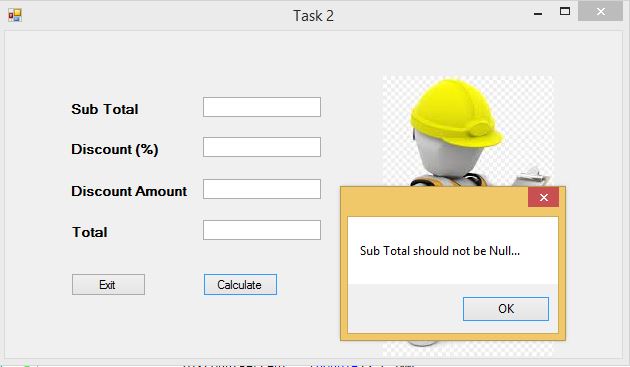 Task 2
Sub Total
Discount (%)
Discount Amount
Total
Sub Total should not be Null...
Exit
Calculate
OK